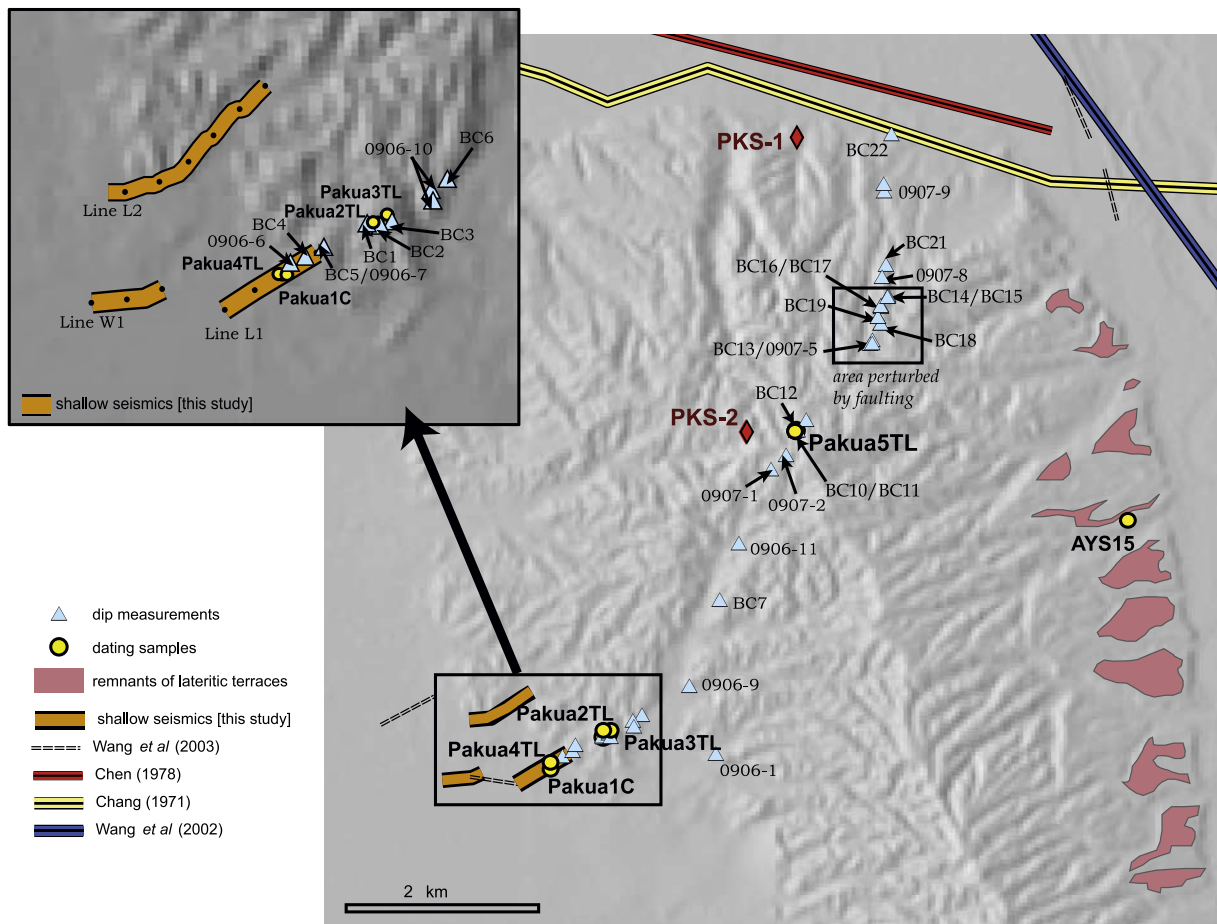 BC6
0906-10
Pakua3TL
Pakua2TL
Line L2
BC4
0906-6
BC3
BC2
BC1
Pakua4TL
BC5/0906-7
Pakua1C
Line W1
Line L1
shallow seismics [this study]
PKS-1
BC22
0907-9
BC21
BC16/BC17
0907-8
BC14/BC15
BC19
BC18
BC13/0907-5
area perturbed
by faulting
BC12
PKS-2
Pakua5TL
0907-1
0907-2
BC10/BC11
AYS15
0906-11
BC7
0906-9
Pakua2TL
Pakua4TL
Pakua3TL
Pakua1C
0906-1
dip measurements
dating samples
remnants of lateritic terraces
shallow seismics [this study]
Wang et al (2003)
Chen (1978)
Chang (1971)
Wang et al (2002)
2 km